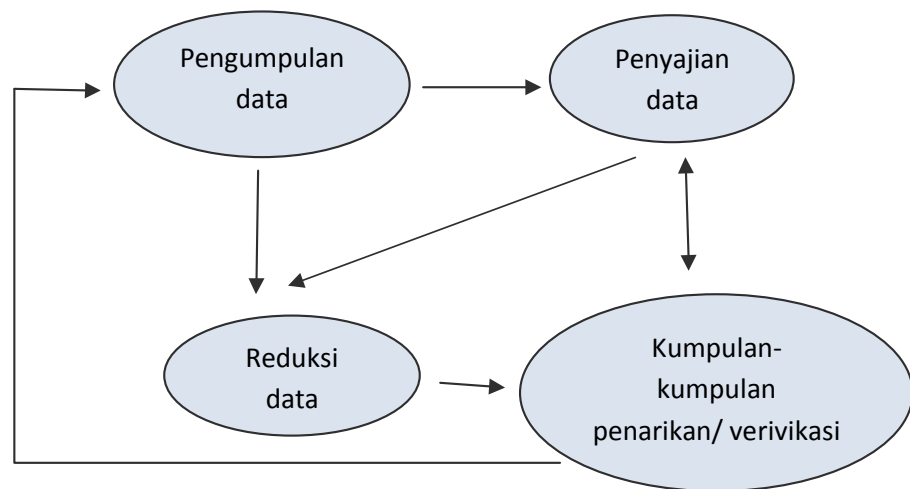 Pengumpulan
data
Penyajian
data
Reduksi
data
Kumpulan-
kumpulan
penarikan/ verivikasi